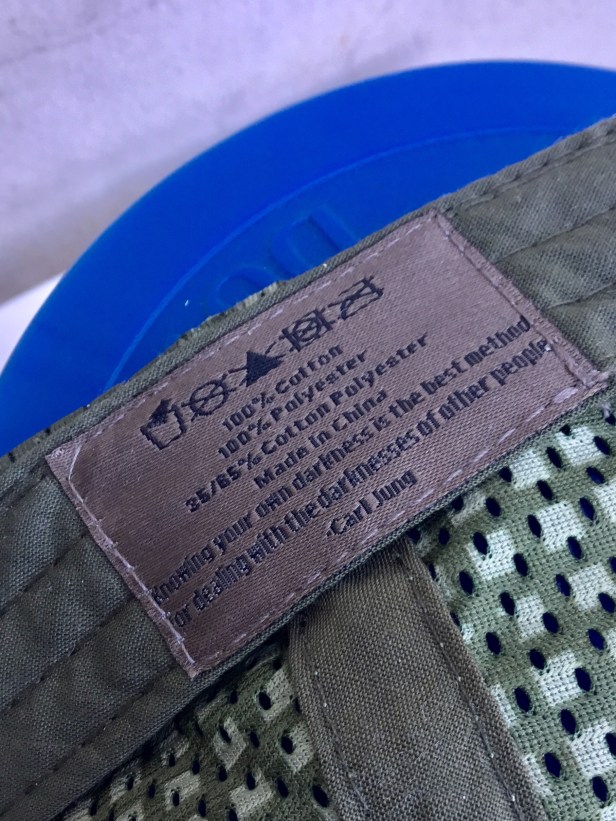 100% Cotton
100% Polyester
35/65% Cotton Polyester
Made in China
Knowing your own darkness is the best method
for dealing with the darknesses of other people
-Carl Jung